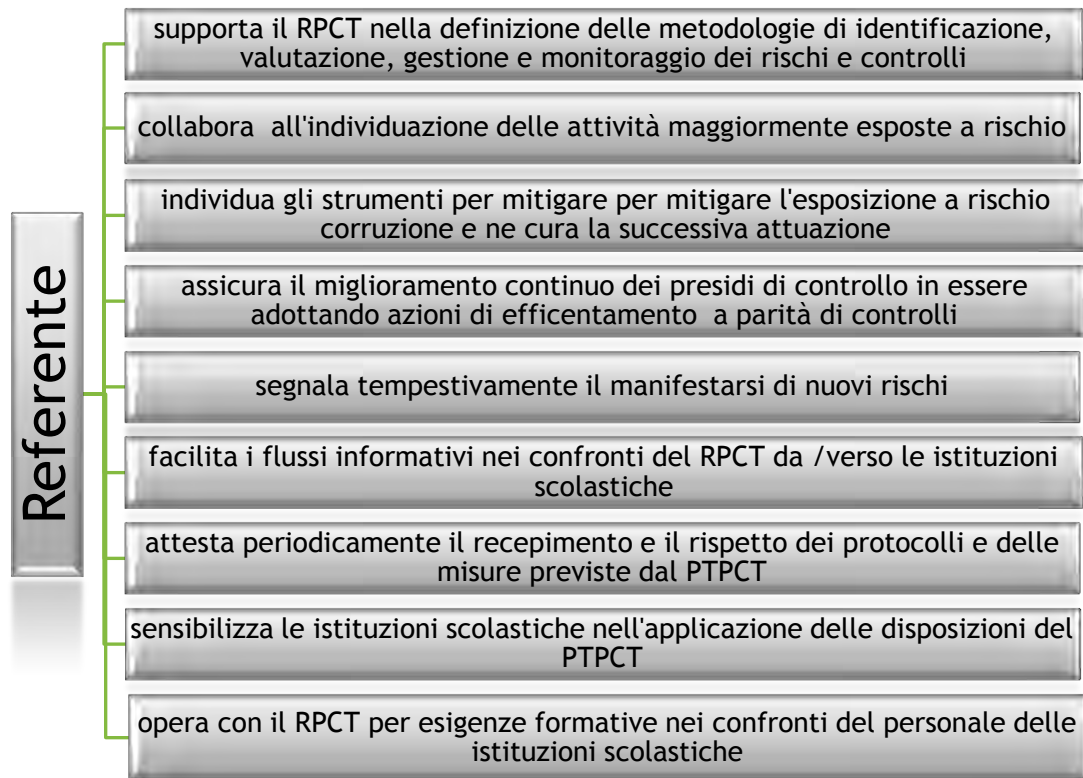 Referente
supporta il RPCT nella definizione delle metodologie di identificazione,
valutazione, gestione e monitoraggio dei rischi e controlli
collabora all'individuazione delle attività maggiormente esposte a rischio
individua gli strumenti per mitigare per mitigare l'esposizione a rischio
corruzione e ne cura la successiva attuazione
assicura il miglioramento continuo dei presidi di controllo in essere
adottando azioni di efficentamento a parità di controlli
segnala tempestivamente il manifestarsi di nuovi rischi
facilita i flussi informativi nei confronti del RPCT da /verso le istituzioni
scolastiche
attesta periodicamente il recepimento e il rispetto dei protocolli e delle
misure previste dal PTPCT
sensibilizza le istituzioni scolastiche nell'applicazione delle disposizioni del
PTPCT
opera con il RPCT per esigenze formative nei confronti del personale delle
istituzioni scolastiche